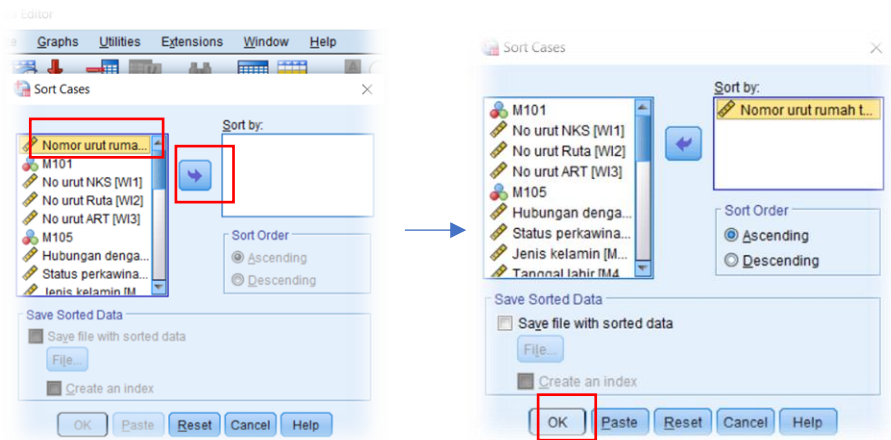 Editor
Graphs Utilities Extensions Window Help
Sort Cases
Sort by:
Nomor urut ruma...
M101
No urut NKS [WI1]
No urut Ruta [WI2]
No urut ART [WI3]
M105
Hubungan denga...
Status perkawina...
Jenis kelamin [M
Sort Order
Ascending
Descending
Save Sorted Data
Save file with sorted data
File...
Create an index
OK Paste Reset Cancel Help
Sort Cases
Sort by:
M101
No urut NKS [WI1]
No urut Ruta [WI2]
No urut ART [WI3]
M105
Hubungan denga...
Status perkawina...
Jenis kelamin [M...
Tanggal lahir [M4
Nomor urut rumah t...
Sort Order
Ascending
Descending
Save Sorted Data
Save file with sorted data
File...
Create an index
OK Paste Reset Cancel Help